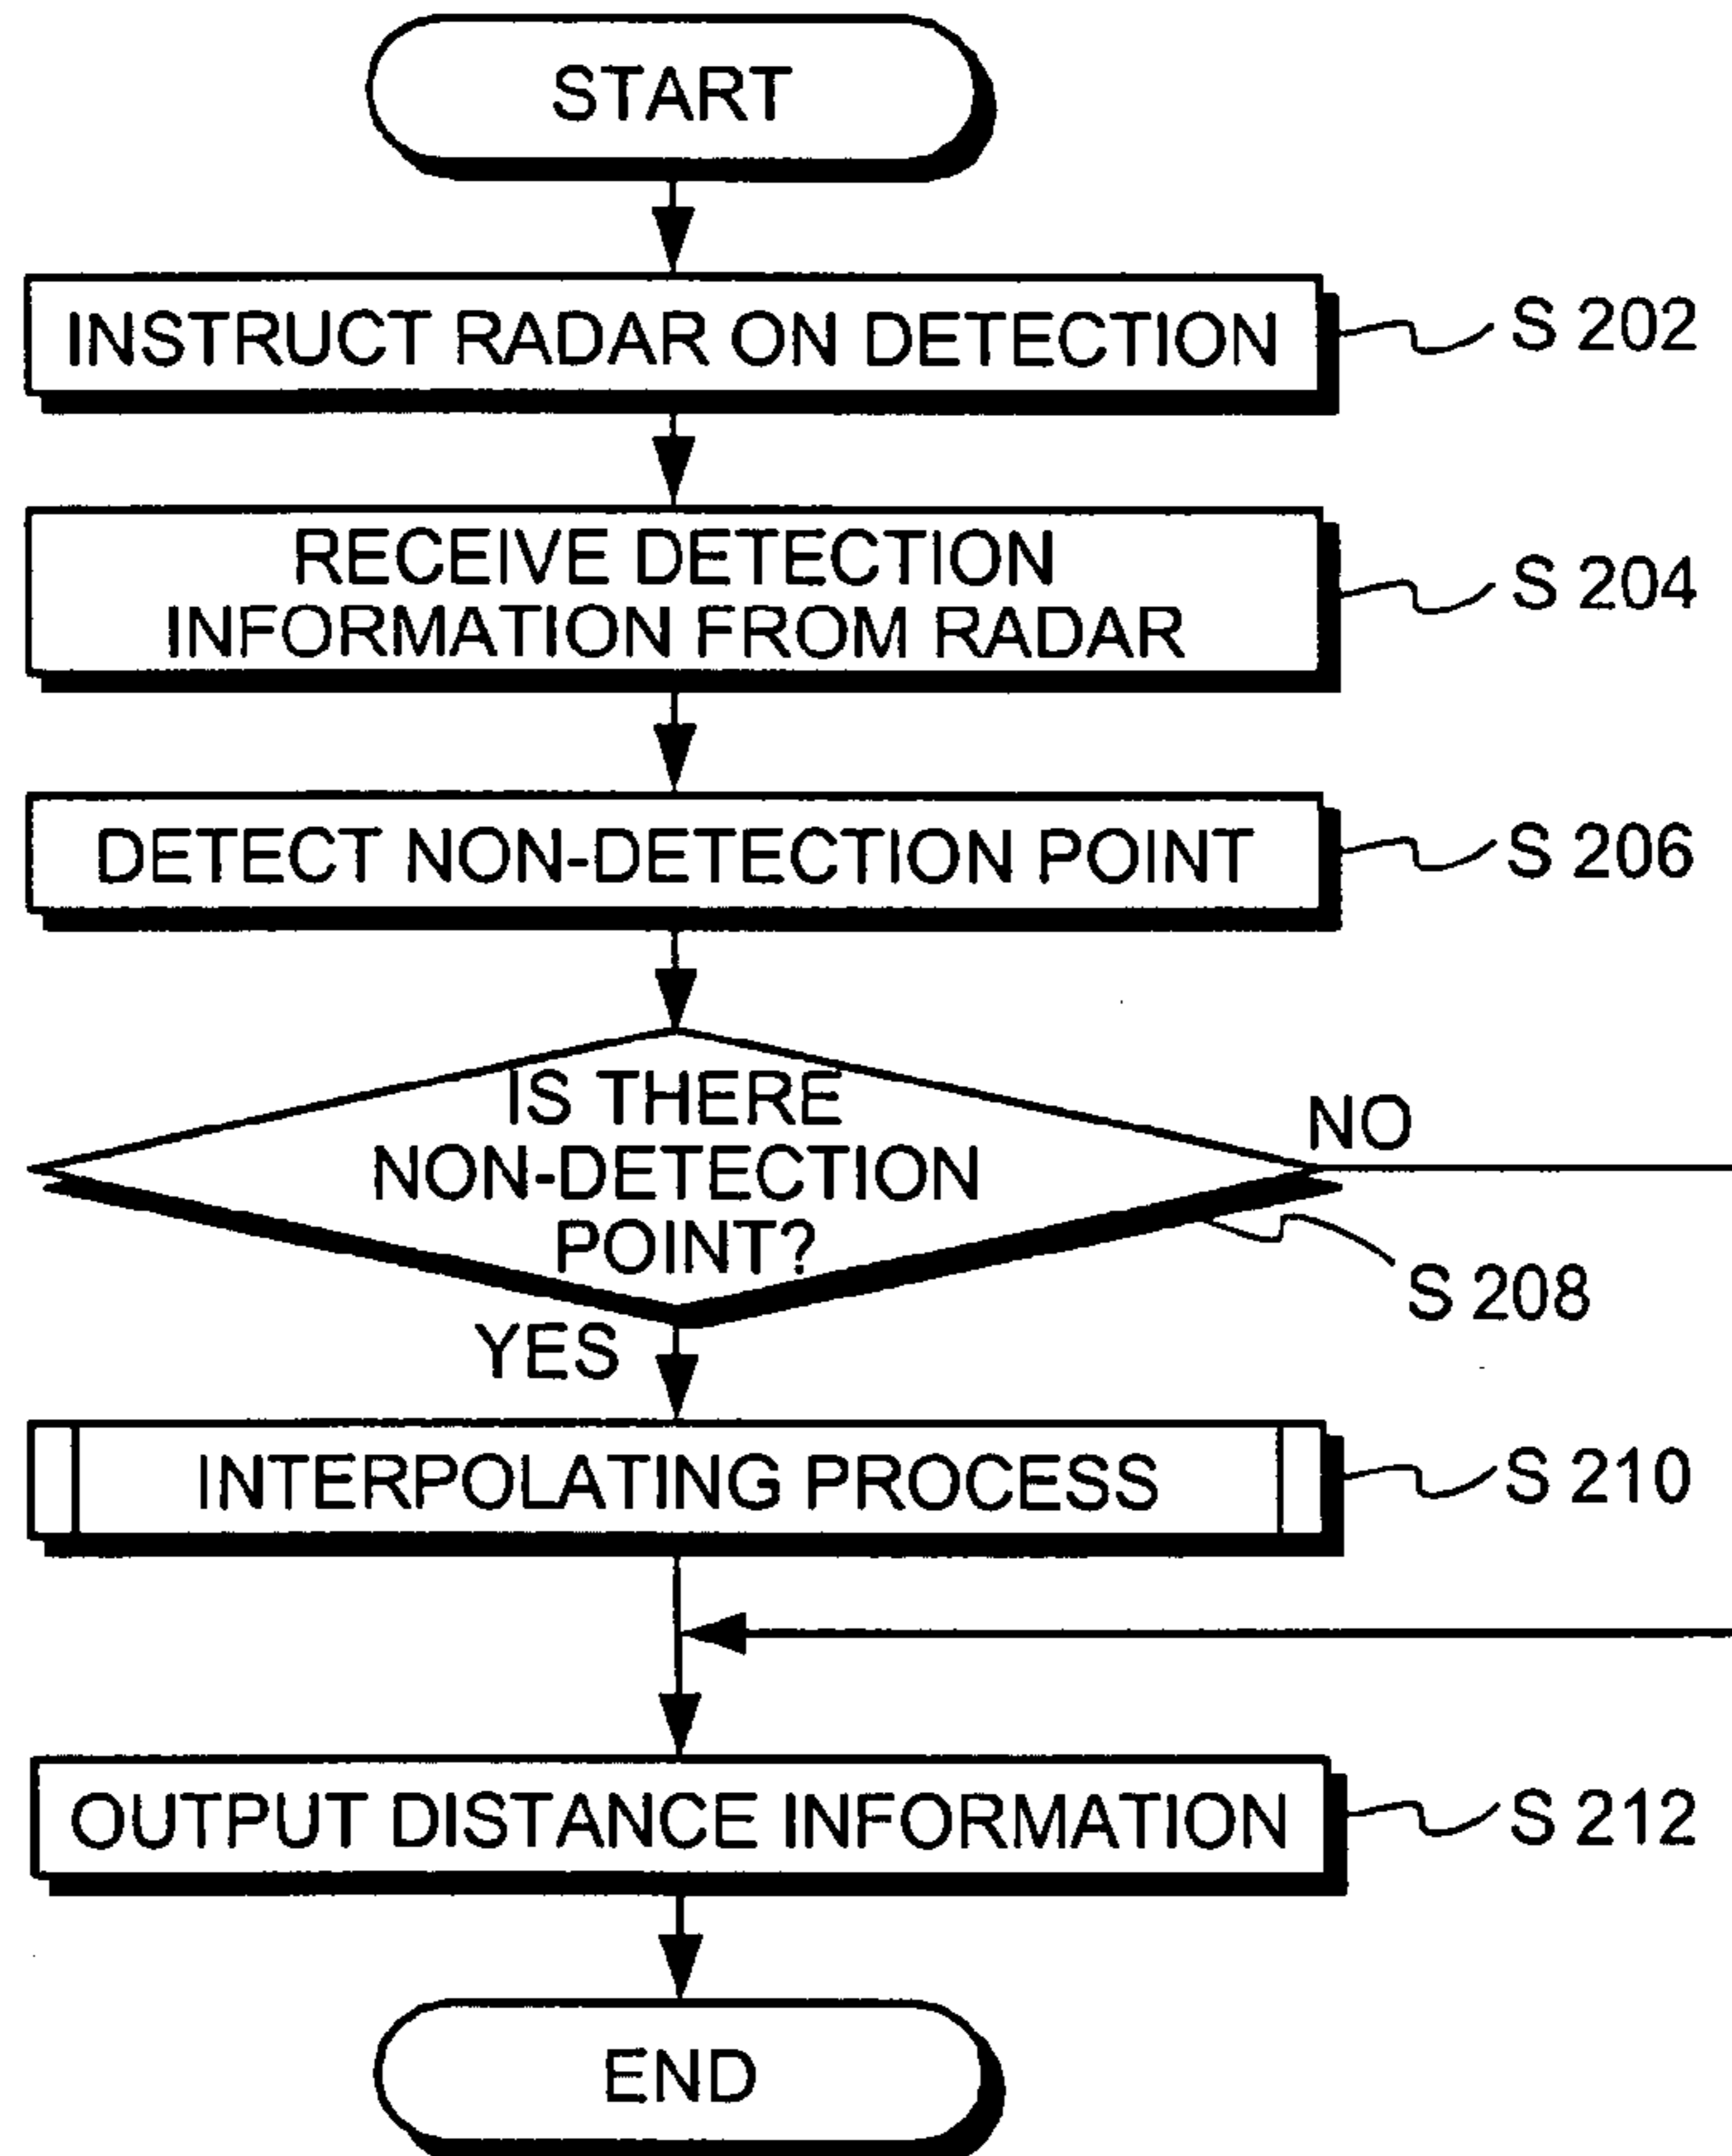 START
INSTRUCT RADAR ON DETECTION
S 202
RECEIVE DETECTION
INFORMATION FROM RADAR
S 204
DETECT NON-DETECTION POINT
S 206
IS THERE
NON-DETECTION
POINT?
NO
S 208
YES
INTERPOLATING PROCESS
S 210
OUTPUT DISTANCE INFORMATION
S 212
END